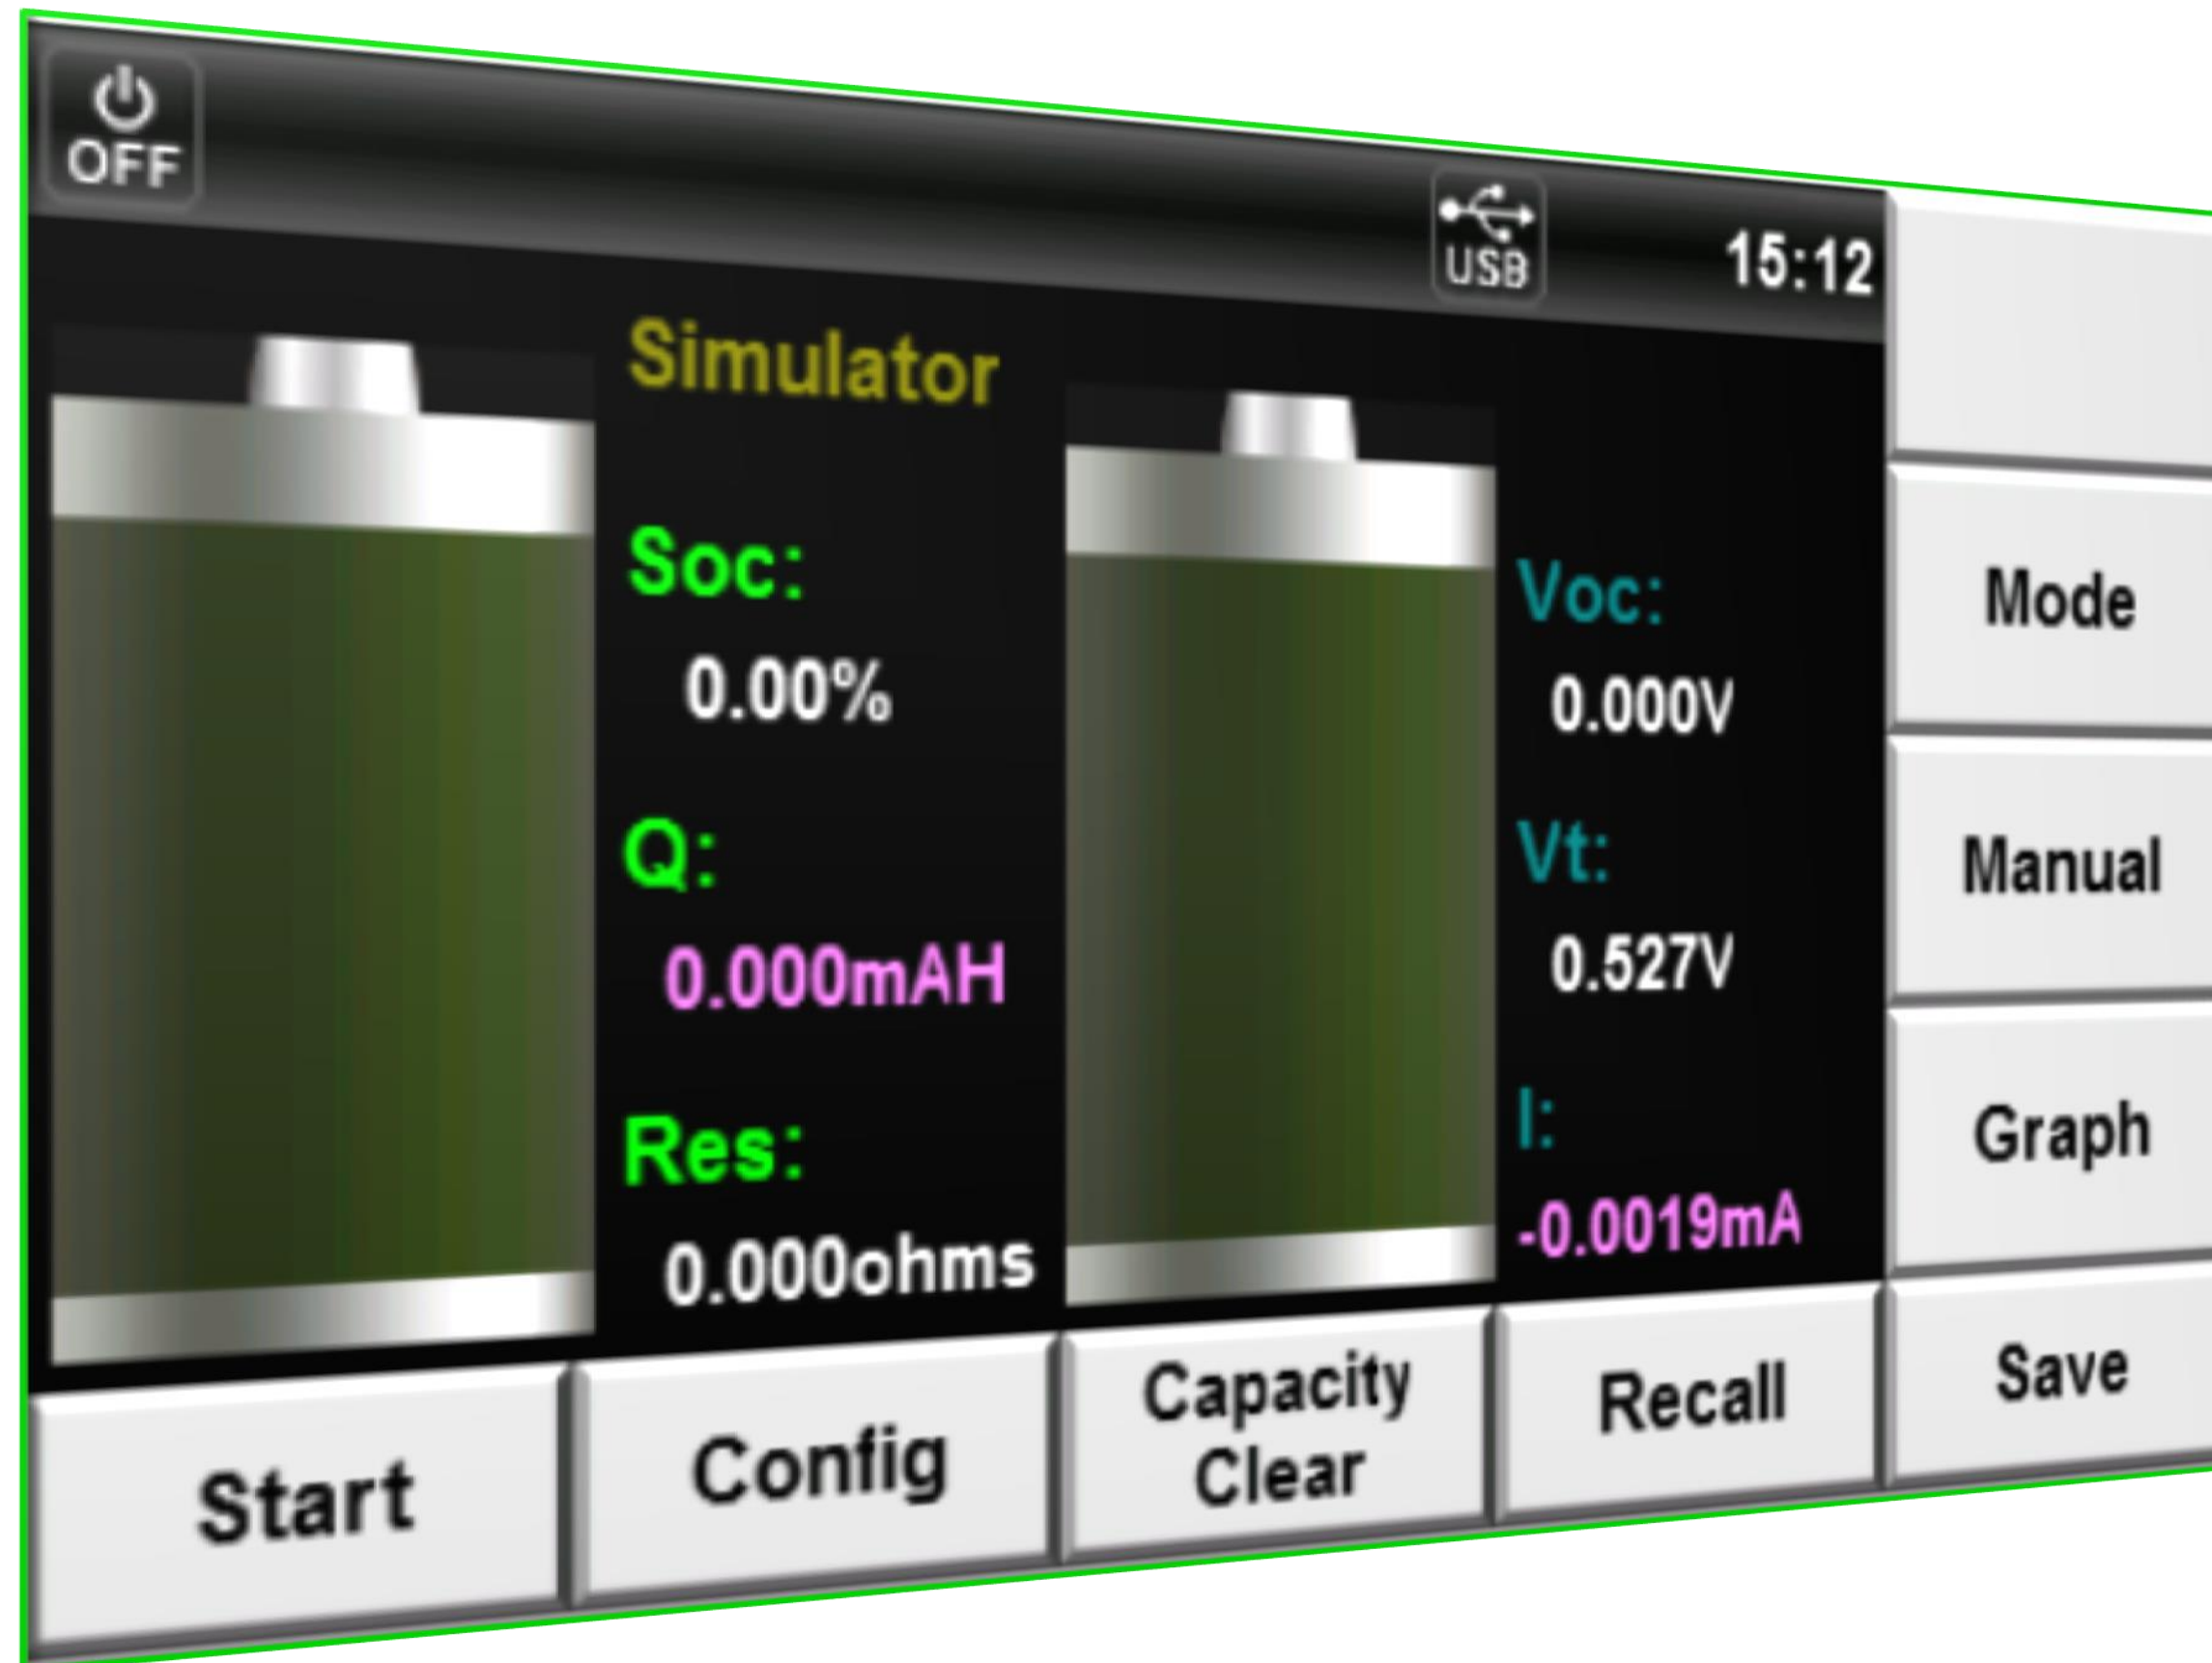 OFF
USB
15:12
Simulator
Soc:
0.00%
Q:
0.000mAH
Res:
0.000ohms
Voc:
0.000V
Vt:
0.527V
I:
-0.0019mA
Mode
Manual
Graph
Save
Start
Config
Capacity
Clear
Recall